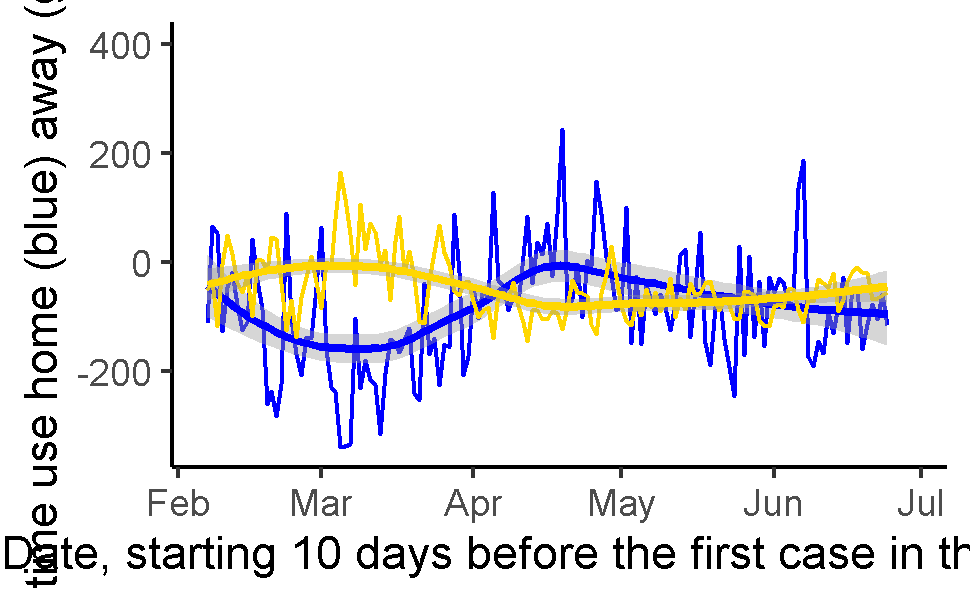 time use home (blue) away (
400
200
0
-200
Feb Mar Apr May Jun Jul
Date, starting 10 days before the first case in th